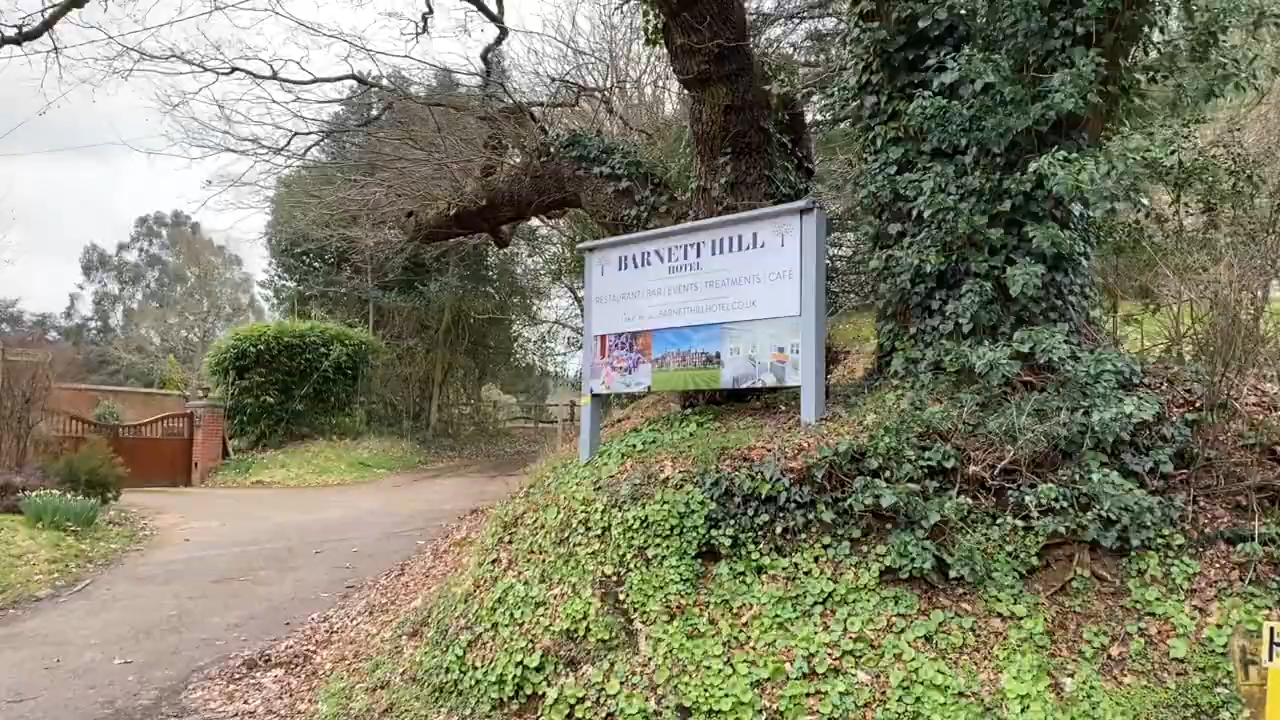 BARNETT HILL
HOTEL
RESTAURANT | BAR | EVENTS | TREATMENTS | CAFÉ
BARNETTHILLHOTEL.CO.UK
H